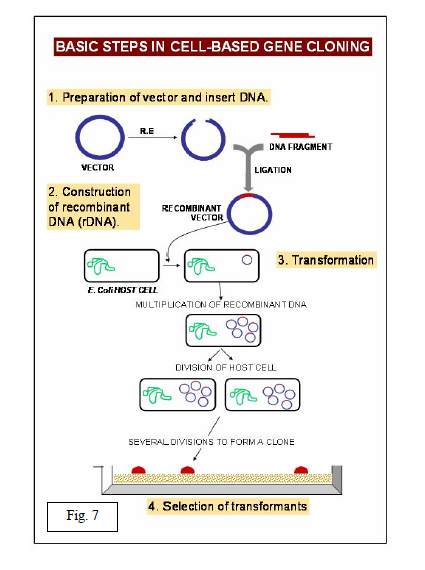 BASIC STEPS IN CELL-BASED GENE CLONING
1. Preparation of vector and insert DNA.
R.E
VECTOR
DNA FRAGMENT
LIGATION
2. Construction
of recombinant
DNA (rDNA).
RECOMBINANT
VECTOR
3. Transformation
E. Coli HOST CELL
MULTIPLICATION OF RECOMBINANT DNA
DIVISION OF HOST CELL
SEVERAL DIVISIONS TO FORM A CLONE
4. Selection of transformants
Fig. 7